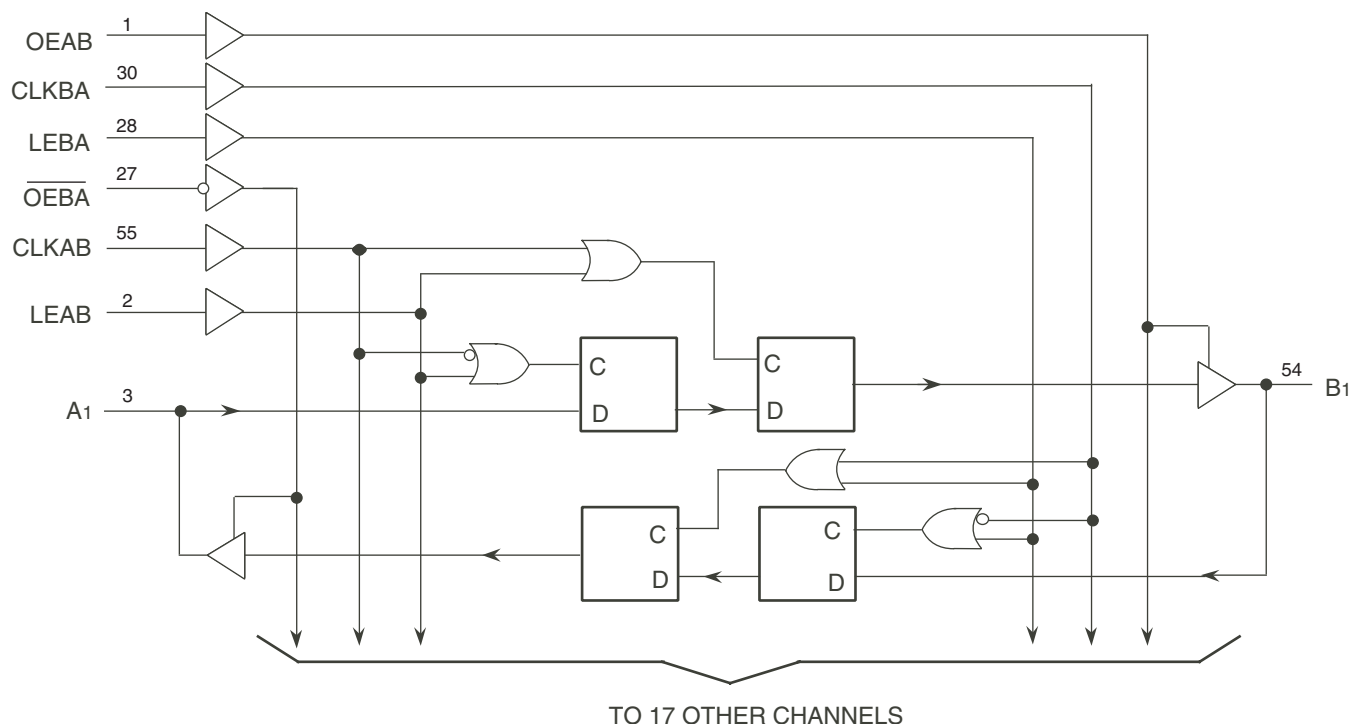 OEAB 1
CLKBA 30
LEBA 28
OEBA 27
CLKAB 55
LEAB 2
C
D
C
D
A1 3
54 B1
C
D
C
D
TO 17 OTHER CHANNELS